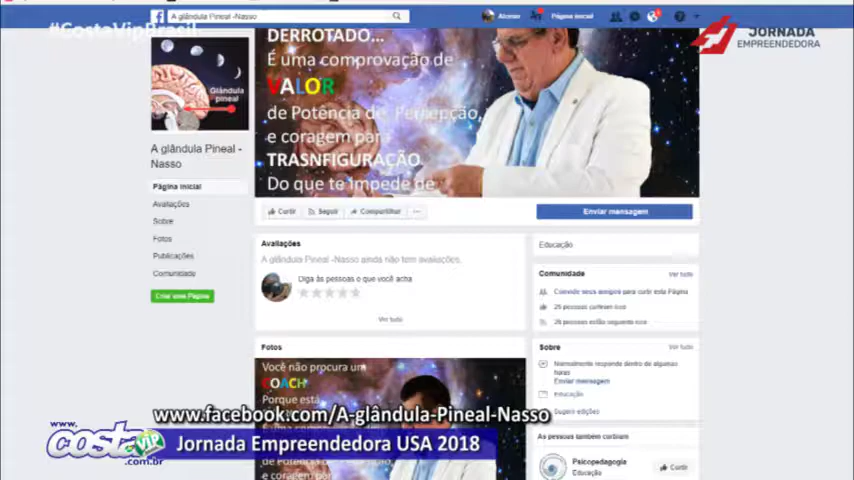 A glândula Pineal -Nasso
Alonso
Página inicial
#CostaVipBrasil
JORNADA
EMPREENDEDORA
DERROTADO...
É uma comprovação de
VALOR
de Potência de Percepção,
e coragem para
TRASNFIGURAÇÃO
Do que te impede de
Glândula
pineal
A glândula Pineal -
Nasso
Página inicial
Avaliações
Sobre
Fotos
Publicações
Comunidade
Criar uma Página
Curtir
Seguir
Compartilhar
Enviar mensagem
Avaliações
A glândula Pineal -Nasso ainda não tem avaliações.
Diga às pessoas o que você acha
Ver tudo
Educação
Comunidade
Ver tudo
Convide seus amigos para curtir esta Página
26 pessoas curtiram isso
26 pessoas estão seguindo isso
Fotos
Você não procura um
COACH
Porque está
Sobre
Ver tudo
Normalmente responde dentro de algumas
horas
Enviar mensagem
Educação
Sugerir edições
As pessoas também curtiram
Psicopedagogia
Educação
Curtir
www.facebook.com/A-glândula-Pineal-Nasso
www.
costa VIP
.com.br
Jornada Empreendedora USA 2018
e coragem para